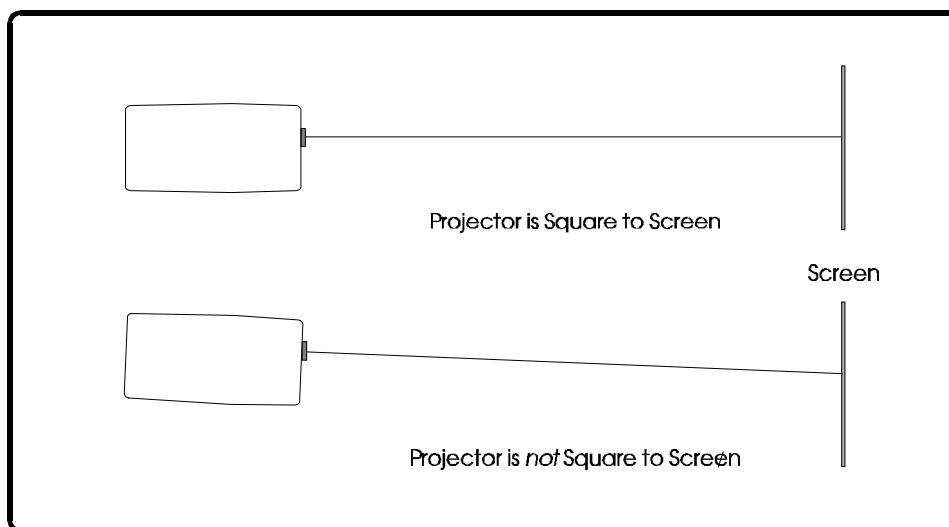 Projector is Square to Screen
Screen
Projector is not Square to Screen